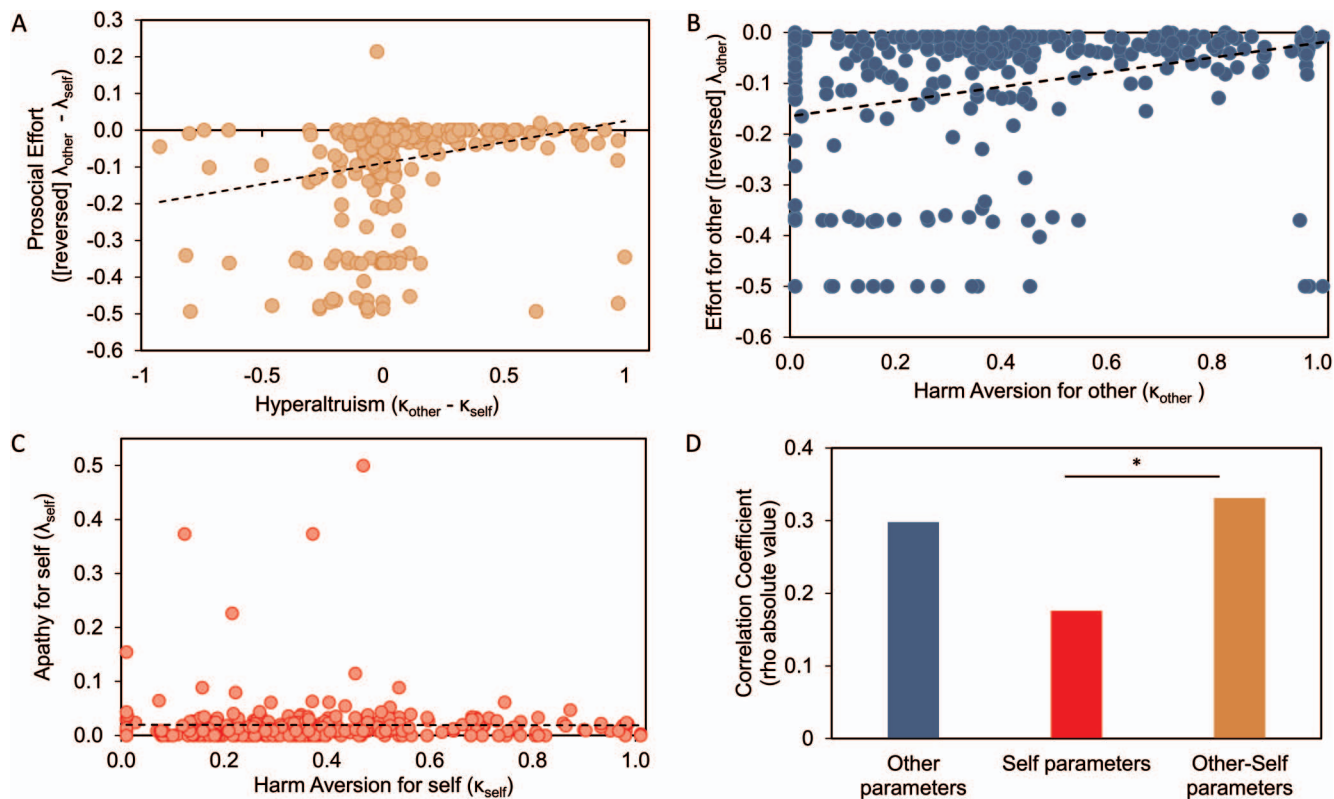 A
Prosocial Effort
([reversed] λother - λself)
0.3
0.2
0.1
0.0
-0.1
-0.2
-0.3
-0.4
-0.5
-0.6
-1
-0.5
0
0.5
1
Hyperaltruism (κother - κself)
B
Effort for other ([reversed] λother)
0.0
-0.1
-0.2
-0.3
-0.4
-0.5
-0.6
0.0
0.2
0.4
0.6
0.8
1.0
Harm Aversion for other (κother )
C
Apathy for self (λself)
0.5
0.4
0.3
0.2
0.1
0.0
0.0
0.2
0.4
0.6
0.8
1.0
Harm Aversion for self (κself)
D
Correlation Coefficient
(rho absolute value)
0.4
0.3
0.2
0.1
0
*
Other
parameters
Self parameters
Other-Self
parameters